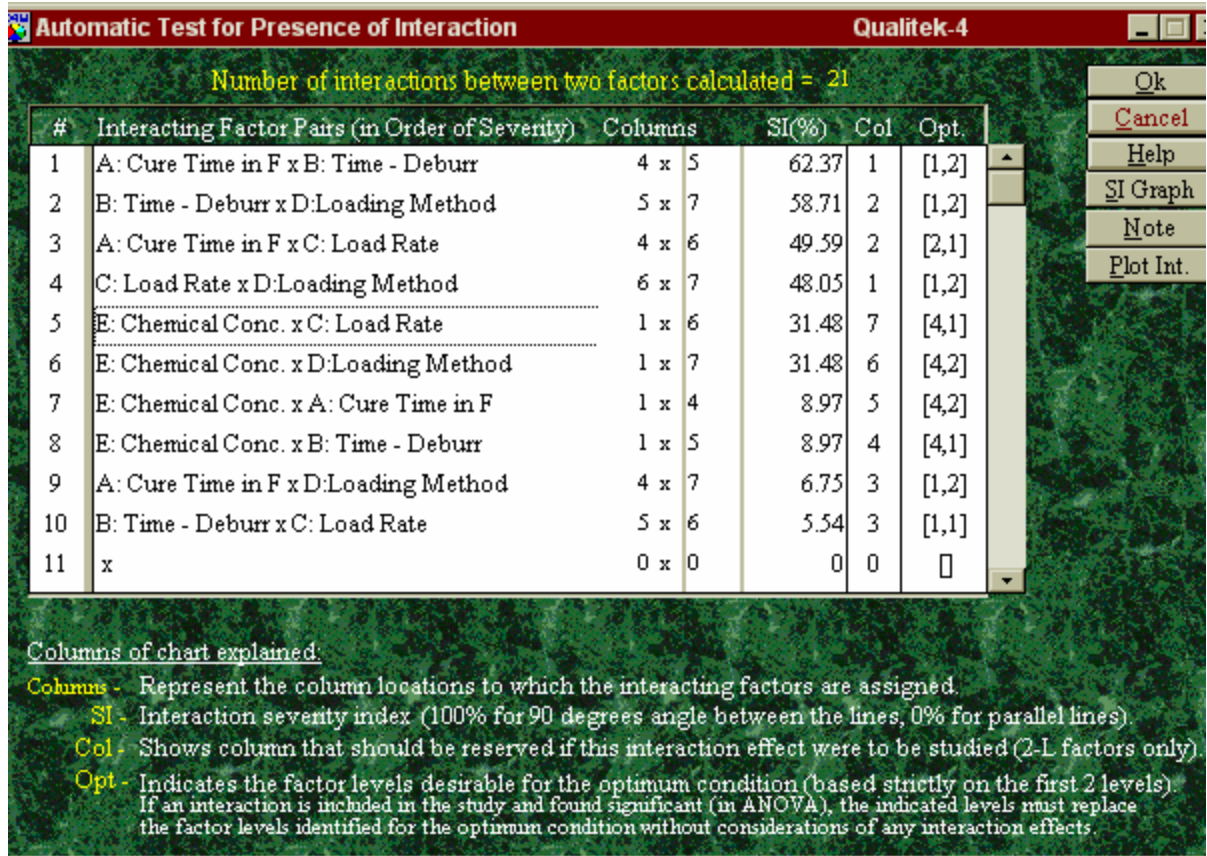 Automatic Test for Presence of Interaction Qualitek-4
Number of interactions between two factors calculated = 21
# Interacting Factor Pairs (in Order of Severity) Columns SI(%) Col Opt.
1 A: Cure Time in F x B: Time - Deburr 4 x 5 62.37 1 [1,2]
2 B: Time - Deburr x D:Loading Method 5 x 7 58.71 2 [1,2]
3 A: Cure Time in F x C: Load Rate 4 x 6 49.59 2 [2,1]
4 C: Load Rate x D:Loading Method 6 x 7 48.05 1 [1,2]
5 E: Chemical Conc. x C: Load Rate 1 x 6 31.48 7 [4,1]
6 E: Chemical Conc. x D:Loading Method 1 x 7 31.48 6 [4,2]
7 E: Chemical Conc. x A: Cure Time in F 1 x 4 8.97 5 [4,2]
8 E: Chemical Conc. x B: Time - Deburr 1 x 5 8.97 4 [4,1]
9 A: Cure Time in F x D:Loading Method 4 x 7 6.75 3 [1,2]
10 B: Time - Deburr x C: Load Rate 5 x 6 5.54 3 [1,1]
11 x 0 x 0 0 0 []
Ok
Cancel
Help
SI Graph
Note
Plot Int.
Columns of chart explained:
Columns - Represent the column locations to which the interacting factors are assigned.
SI - Interaction severity index (100% for 90 degrees angle between the lines, 0% for parallel lines).
Col - Shows column that should be reserved if this interaction effect were to be studied (2-L factors only).
Opt - Indicates the factor levels desirable for the optimum condition (based strictly on the first 2 levels).
If an interaction is included in the study and found significant (in ANOVA), the indicated levels must replace
the factor levels identified for the optimum condition without considerations of any interaction effects.